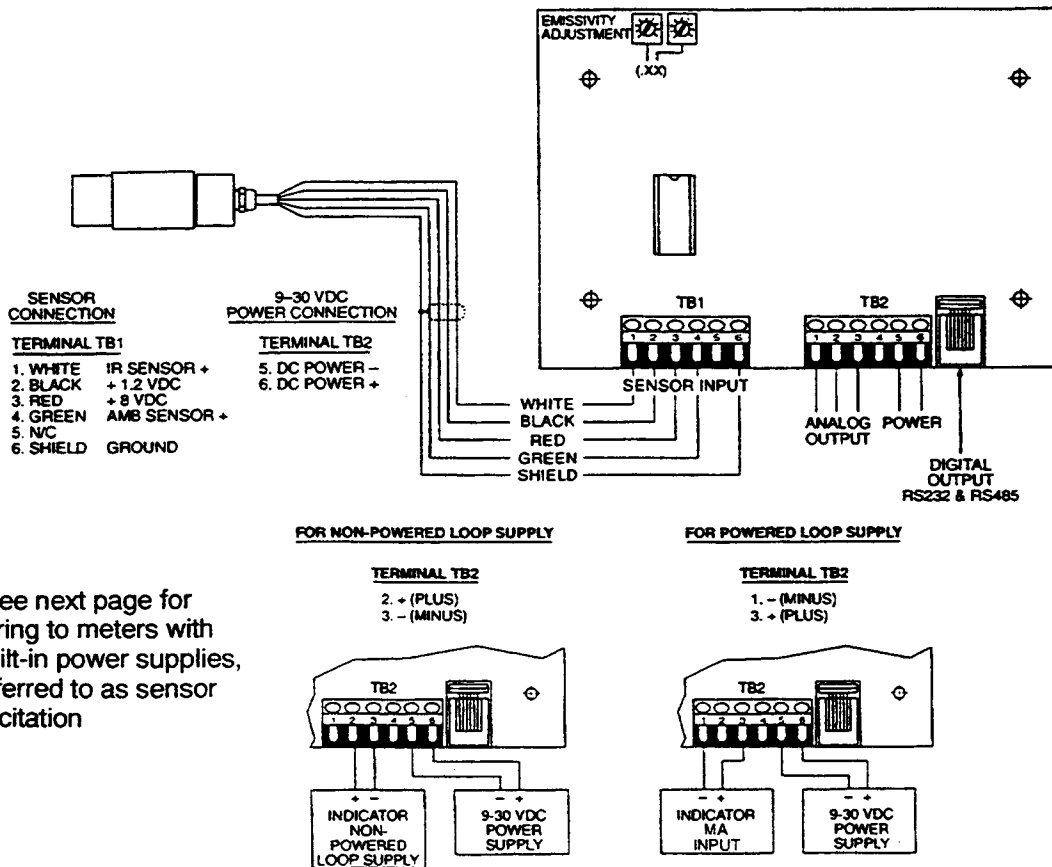 EMISSIVITY
ADJUSTMENT
(.XX)
SENSOR
CONNECTION
TERMINAL TB1
1. WHITE IR SENSOR +
2. BLACK + 1.2 VDC
3. RED + 8 VDC
4. GREEN AMB SENSOR +
5. N/C
6. SHIELD GROUND
9–30 VDC
POWER CONNECTION
TERMINAL TB2
5. DC POWER –
6. DC POWER +
TB1
1 2 3 4 5 6
SENSOR INPUT
TB2
1 2 3 4 5 6
WHITE
BLACK
RED
GREEN
SHIELD
ANALOG
OUTPUT
POWER
DIGITAL
OUTPUT
RS232 & RS485
FOR NON-POWERED LOOP SUPPLY
TERMINAL TB2
2. + (PLUS)
3. – (MINUS)
FOR POWERED LOOP SUPPLY
TERMINAL TB2
1. – (MINUS)
3. + (PLUS)
ee next page for
ring to meters with
ilt-in power supplies,
ferred to as sensor
citation
TB2
1 2 3 4 5 6
+ –
INDICATOR
NON-
POWERED
LOOP SUPPLY
– +
9-30 VDC
POWER
SUPPLY
TB2
1 2 3 4 5 6
– +
INDICATOR
MA
INPUT
– +
9-30 VDC
POWER
SUPPLY